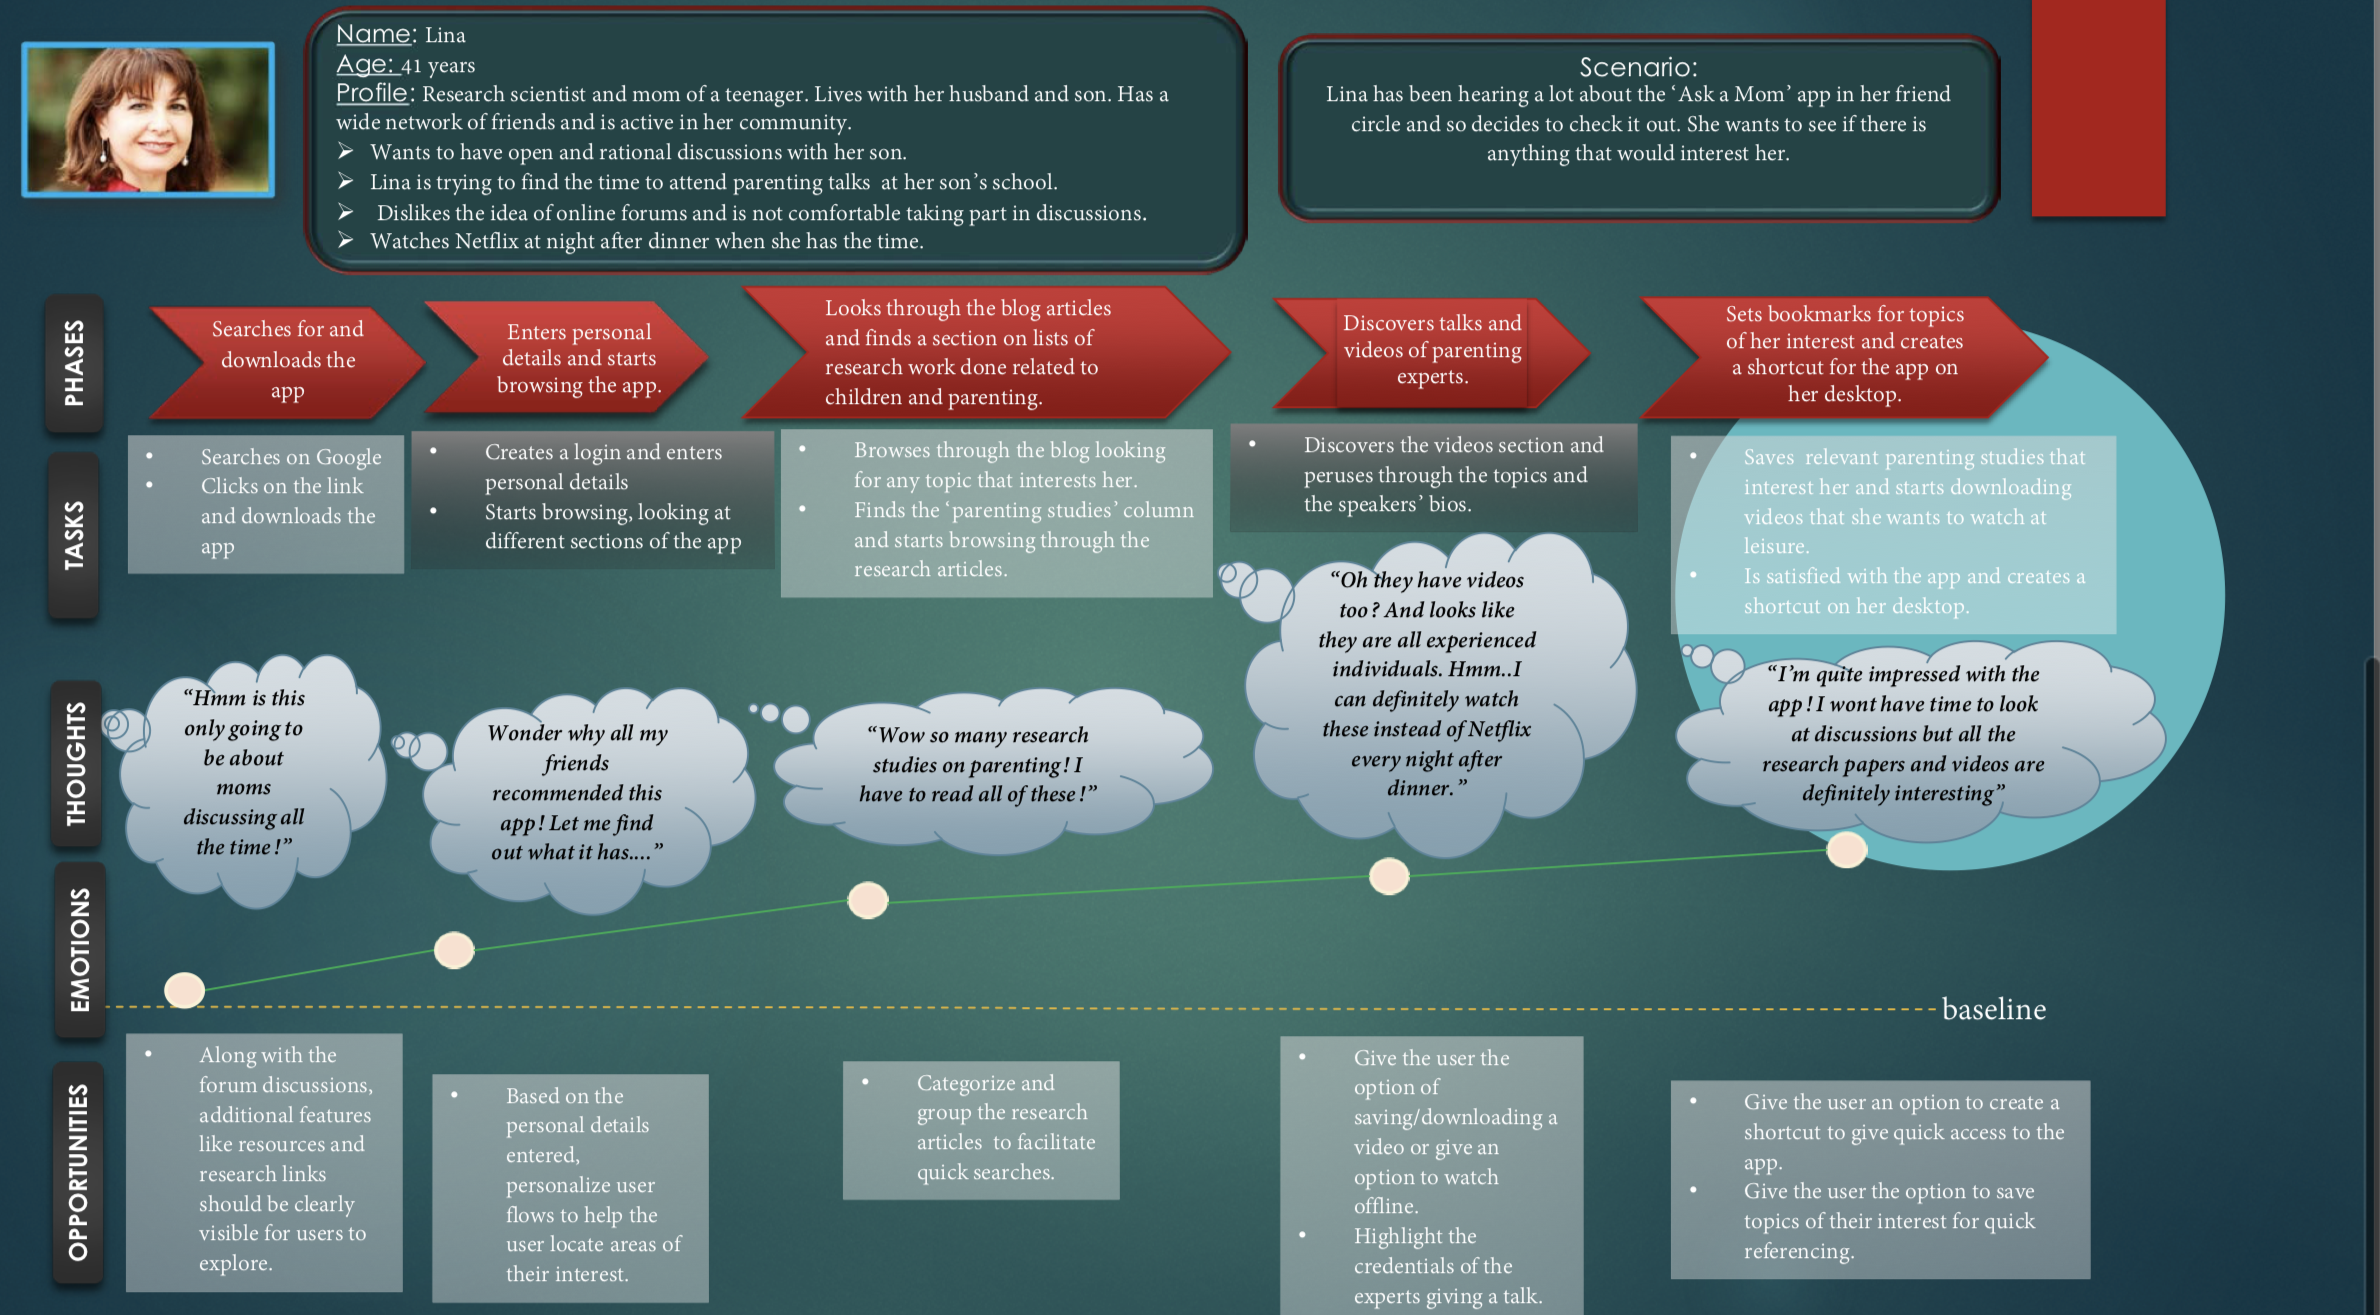 Name: Lina
Age: 41 years
Profile: Research scientist and mom of a teenager. Lives with her husband and son. Has a
wide network of friends and is active in her community.
➢ Wants to have open and rational discussions with her son.
➢ Lina is trying to find the time to attend parenting talks  at her son's school.
➢ Dislikes the idea of online forums and is not comfortable taking part in discussions.
➢ Watches Netflix at night after dinner when she has the time.
Scenario:
Lina has been hearing a lot about the ‘Ask a Mom’ app in her friend
circle and so decides to check it out. She wants to see if there is
anything that would interest her.
PHASES
Searches for and
downloads the
app
Enters personal
details and starts
browsing the app.
Looks through the blog articles
and finds a section on lists of
research work done related to
children and parenting.
Discovers talks and
videos of parenting
experts.
Sets bookmarks for topics
of her interest and creates
a shortcut for the app on
her desktop.
TASKS
• Searches on Google
• Clicks on the link
and downloads the
app
• Creates a login and enters
personal details
• Starts browsing, looking at
different sections of the app
• Browses through the blog looking
for any topic that interests her.
• Finds the ‘parenting studies’ column
and starts browsing through the
research articles.
• Discovers the videos section and
peruses through the topics and
the speakers’ bios.
• Saves  relevant parenting studies that
interest her and starts downloading
videos that she wants to watch at
leisure.
• Is satisfied with the app and creates a
shortcut on her desktop.
THOUGHTS
“Hmm is this
only going to
be about
moms
discussing all
the time!”
Wonder why all my
friends
recommended this
app! Let me find
out what it has....”
“Wow so many research
studies on parenting! I
have to read all of these!”
“Oh they have videos
too? And looks like
they are all experienced
individuals. Hmm..I
can definitely watch
these instead of Netflix
every night after
dinner.”
“I’m quite impressed with the
app! I wont have time to look
at discussions but all the
research papers and videos are
definitely interesting”
EMOTIONS
baseline
OPPORTUNITIES
• Along with the
forum discussions,
additional features
like resources and
research links
should be clearly
visible for users to
explore.
• Based on the
personal details
entered,
personalize user
flows to help the
user locate areas of
their interest.
• Categorize and
group the research
articles  to facilitate
quick searches.
• Give the user the
option of
saving/downloading a
video or give an
option to watch
offline.
• Highlight the
credentials of the
experts giving a talk.
• Give the user an option to create a
shortcut to give quick access to the
app.
• Give the user the option to save
topics of their interest for quick
referencing.